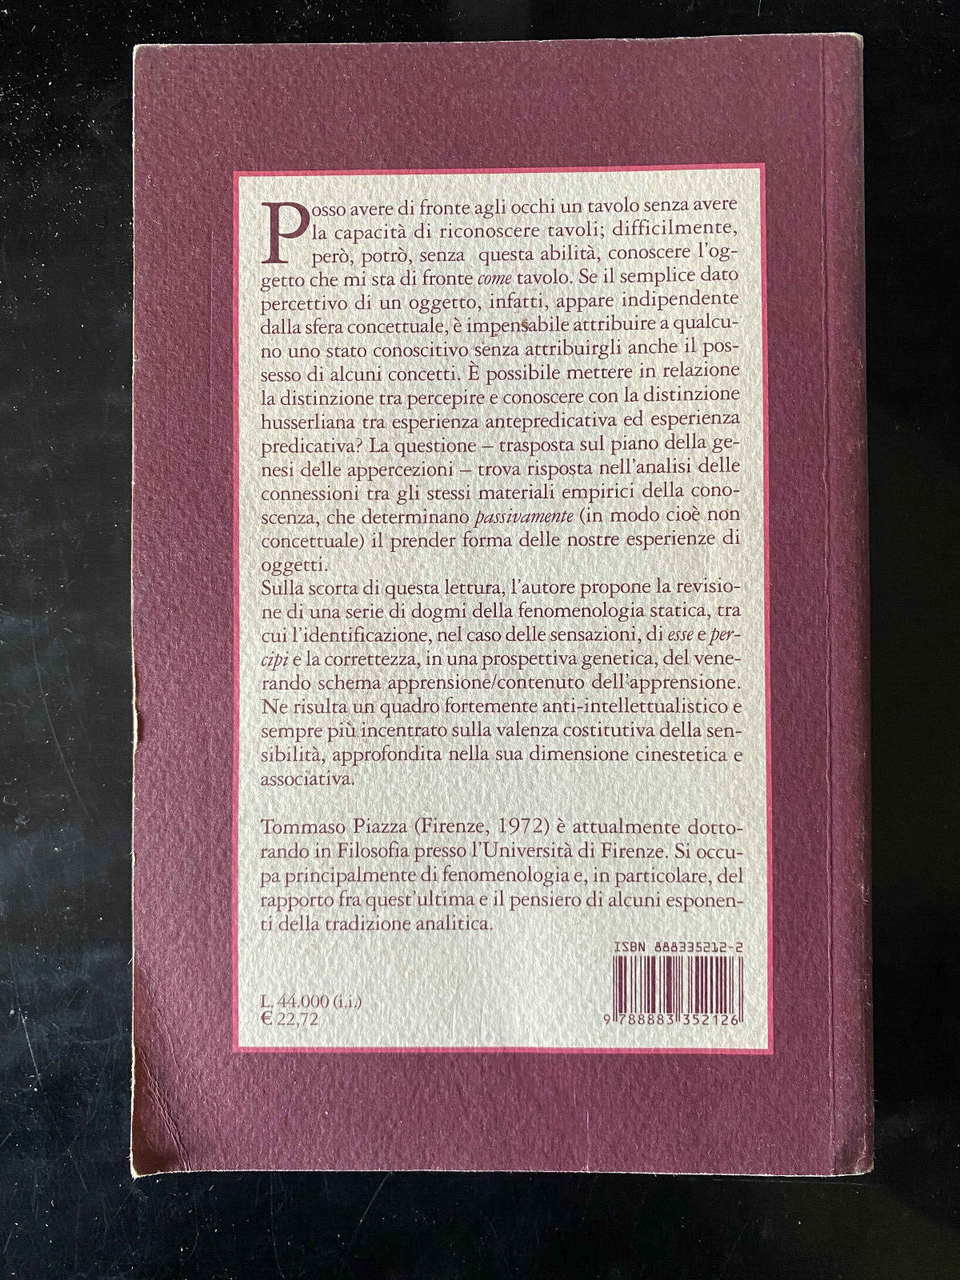 Posso avere di fronte agli occhi un tavolo senza avere
la capacità di riconoscere tavoli; difficilmente,
però, potrò, senza questa abilità, conoscere l'og-
getto che mi sta di fronte come tavolo. Se il semplice dato
percettivo di un oggetto, infatti, appare indipendente
dalla sfera concettuale, è impensabile attribuire a qualcu-
no uno stato conoscitivo senza attribuirgli anche il pos-
sesso di alcuni concetti. È possibile mettere in relazione
la distinzione tra percepire e conoscere con la distinzione
husserliana tra esperienza antepredicativa ed esperienza
predicativa? La questione – trasposta sul piano della ge-
nesi delle appercezioni – trova risposta nell'analisi delle
connessioni tra gli stessi materiali empirici della cono-
scenza, che determinano passivamente (in modo cioè non
concettuale) il prender forma delle nostre esperienze di
oggetti.
Sulla scorta di questa lettura, l'autore propone la revisio-
ne di una serie di dogmi della fenomenologia statica, tra
cui l'identificazione, nel caso delle sensazioni, di esse e per-
cipi e la correttezza, in una prospettiva genetica, del vene-
rando schema apprensione/contenuto dell'apprensione.
Ne risulta un quadro fortemente anti-intellettualistico e
sempre più incentrato sulla valenza costitutiva della sen-
sibilità, approfondita nella sua dimensione cinestetica e
associativa.
Tommaso Piazza (Firenze, 1972) è attualmente dotto-
rando in Filosofia presso l'Università di Firenze. Si occu-
pa principalmente di fenomenologia e, in particolare, del
rapporto fra quest'ultima e il pensiero di alcuni esponen-
ti della tradizione analitica.
ISBN 888335212-2
L. 44.000 (i.i.)
€ 22,72
9 788883 352126